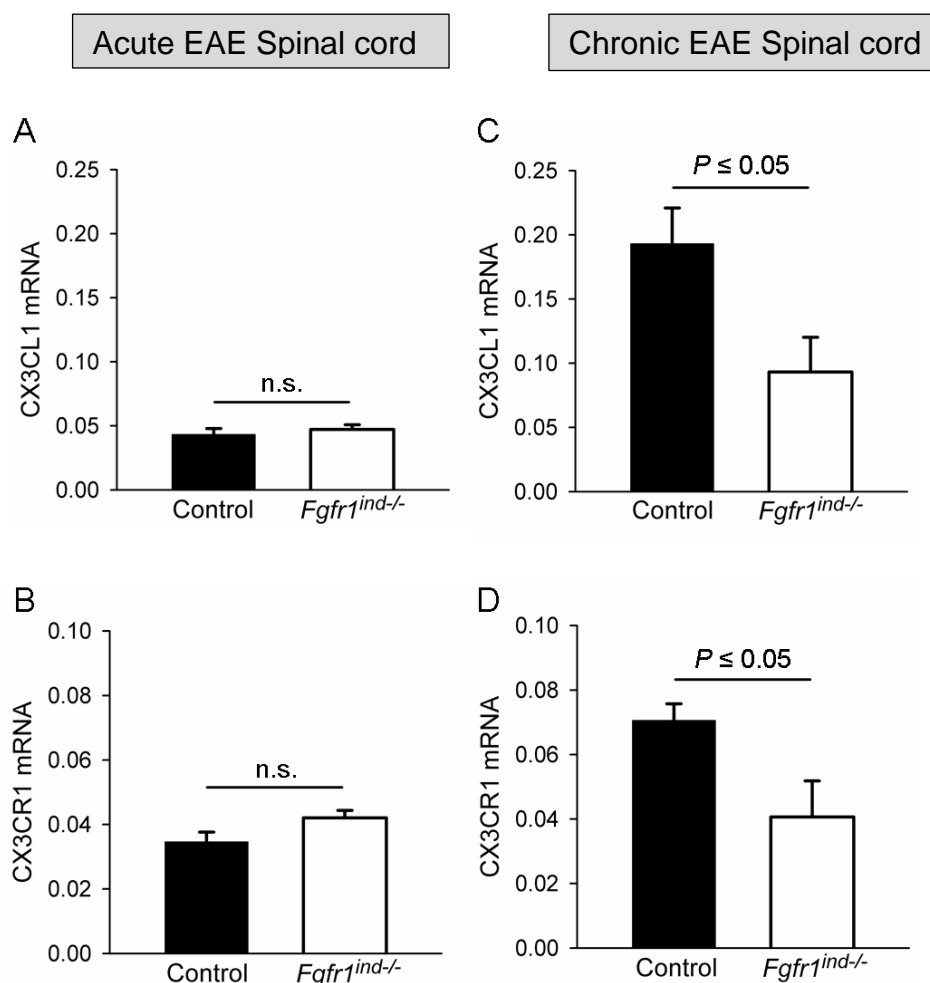 Acute EAE Spinal cord
Chronic EAE Spinal cord
A
CX3CL1 mRNA
0.25
0.20
0.15
0.10
0.05
0.00
n.s.
Control
Fgfr1ind-/-
C
CX3CL1 mRNA
0.25
0.20
0.15
0.10
0.05
0.00
P ≤ 0.05
Control
Fgfr1ind-/-
B
CX3CR1 mRNA
0.10
0.08
0.06
0.04
0.02
0.00
n.s.
Control
Fgfr1ind-/-
D
CX3CR1 mRNA
0.10
0.08
0.06
0.04
0.02
0.00
P ≤ 0.05
Control
Fgfr1ind-/-